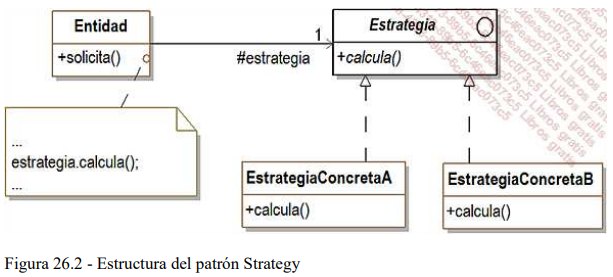 Entidad
+solicita()
1
#estrategia
Estrategia
+calcula()
...
estrategia.calcula();
...
EstrategiaConcretaA
+calcula()
EstrategiaConcretaB
+calcula()
Figura 26.2 - Estructura del patrón Strategy